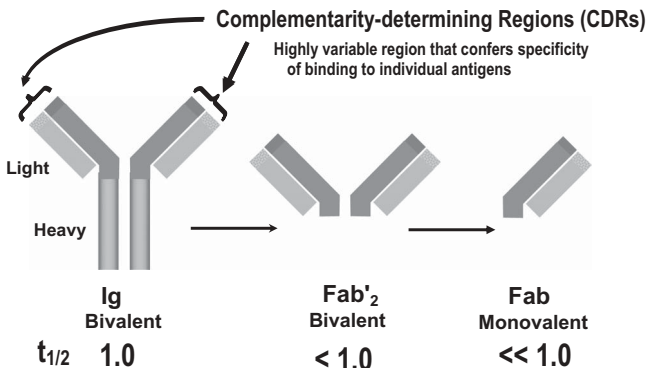 Complementarity-determining Regions (CDRs)
Highly variable region that confers specificity
of binding to individual antigens
Light
Heavy
Ig
Bivalent
Fab'₂
Bivalent
Fab
Monovalent
t₁/₂ 1.0 < 1.0 << 1.0